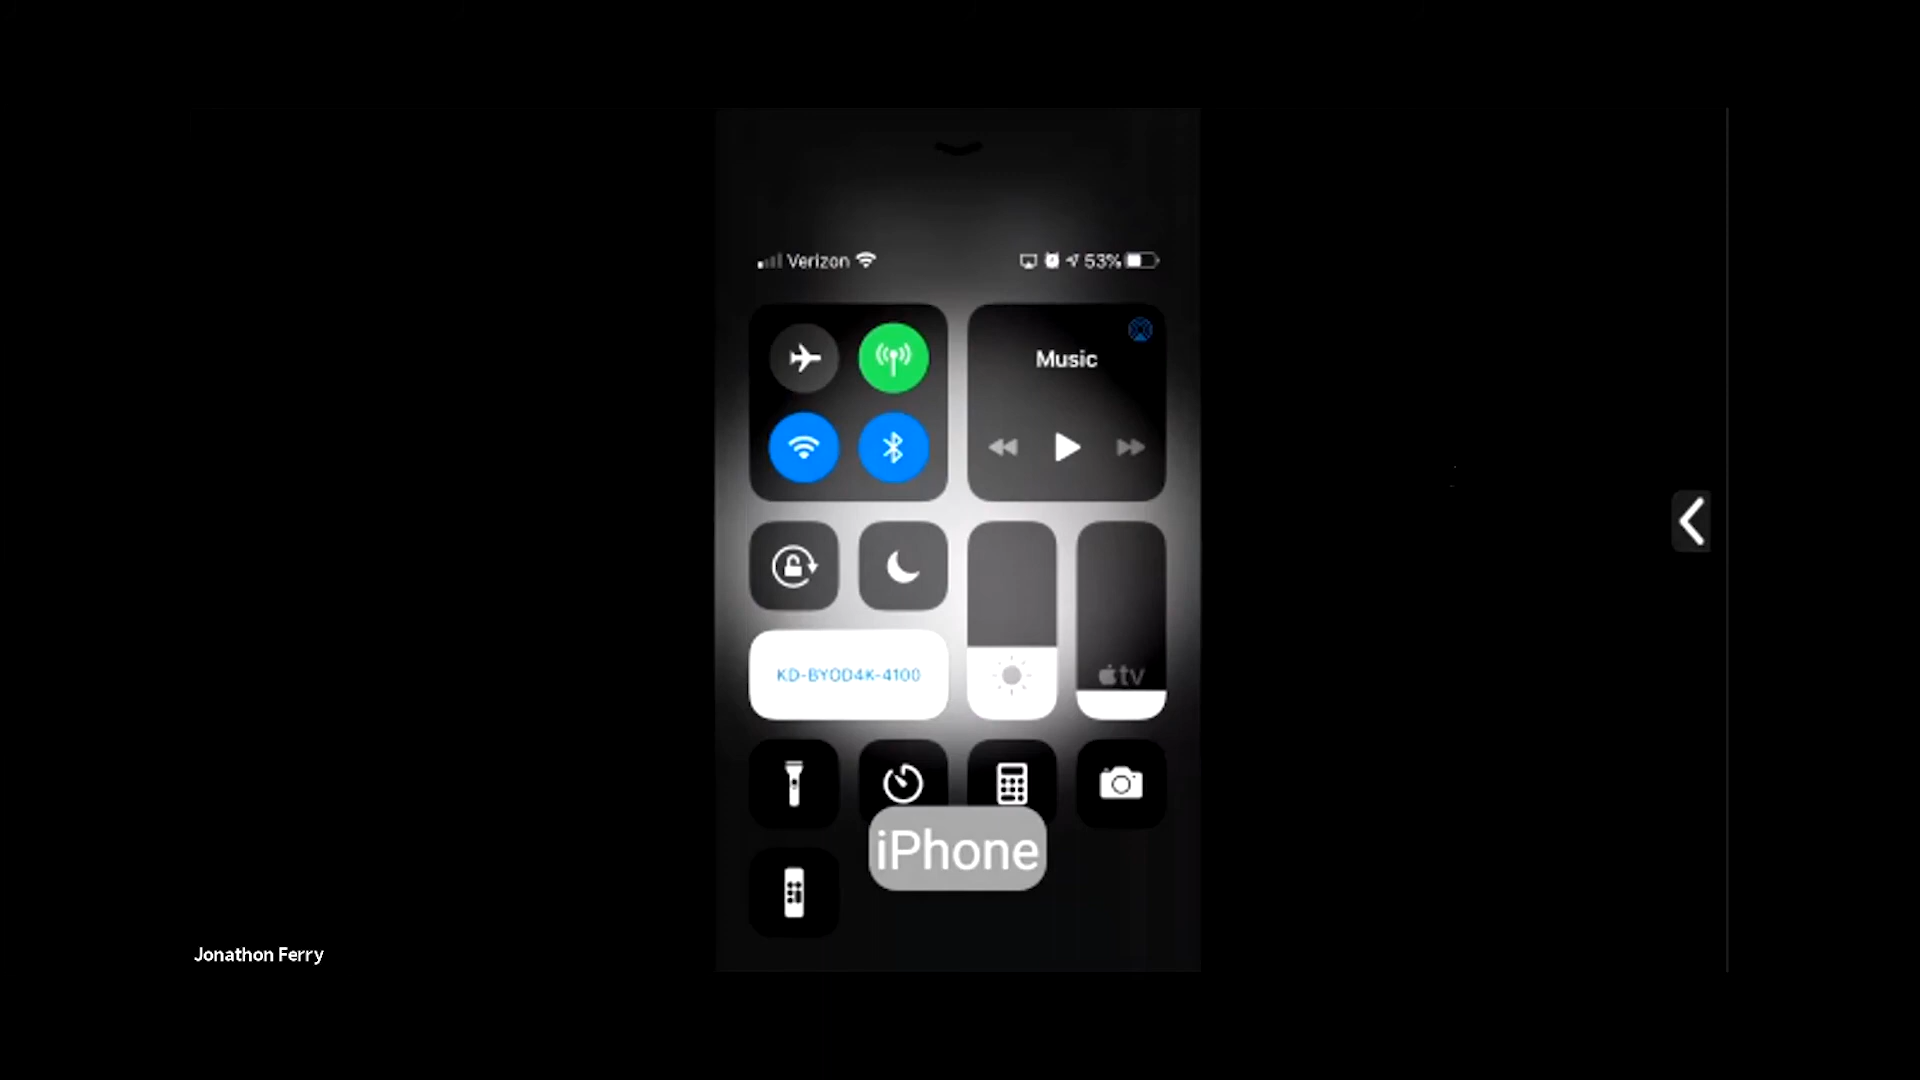 Verizon 53%
Music
tv
KD-BYOD4K-4100
iPhone
Jonathon Ferry